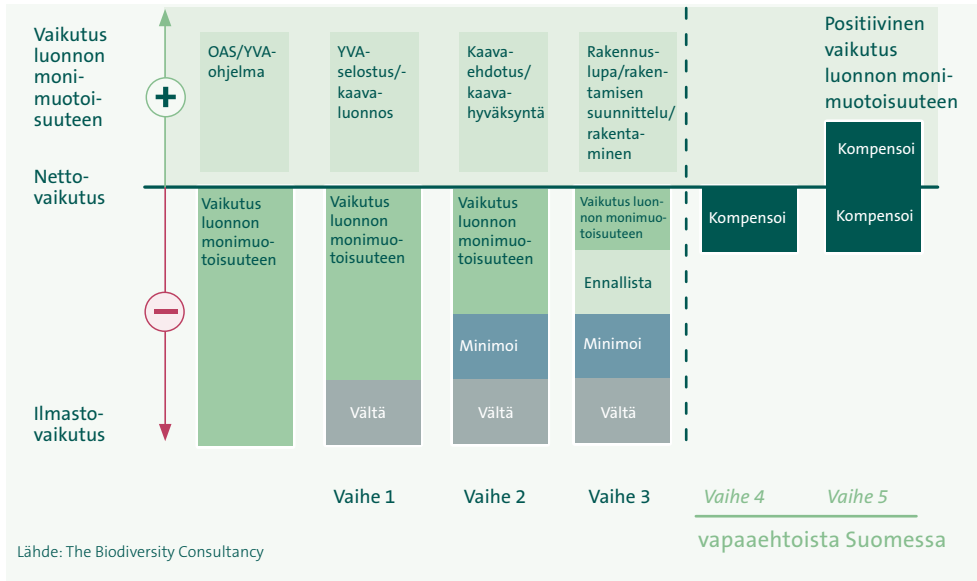 Vaikutus
luonnon
moni-
muotoi-
suuteen
Netto-
vaikutus
Ilmasto-
vaikutus
OAS/YVA-
ohjelma
YVA-
selostus/-
kaava-
luonnos
Kaava-
ehdotus/
kaava-
hyväksyntä
Rakennus-
lupa/raken-
tamisen
suunnittelu/
rakenta-
minen
Positiivinen
vaikutus
luonnon moni-
muotoisuuteen
Vaikutus
luonnon
monimuo-
toisuuteen
Vaikutus
luonnon
monimuo-
toisuuteen
Vältä
Vaikutus
luonnon
monimuo-
toisuuteen
Minimoi
Vältä
Vaikutus luon-
non monimuo-
toisuuteen
Ennallista
Minimoi
Vältä
Kompensoi
Kompensoi
Kompensoi
Vaihe 1
Vaihe 2
Vaihe 3
Vaihe 4
Vaihe 5
vapaaehtoista Suomessa
Lähde: The Biodiversity Consultancy